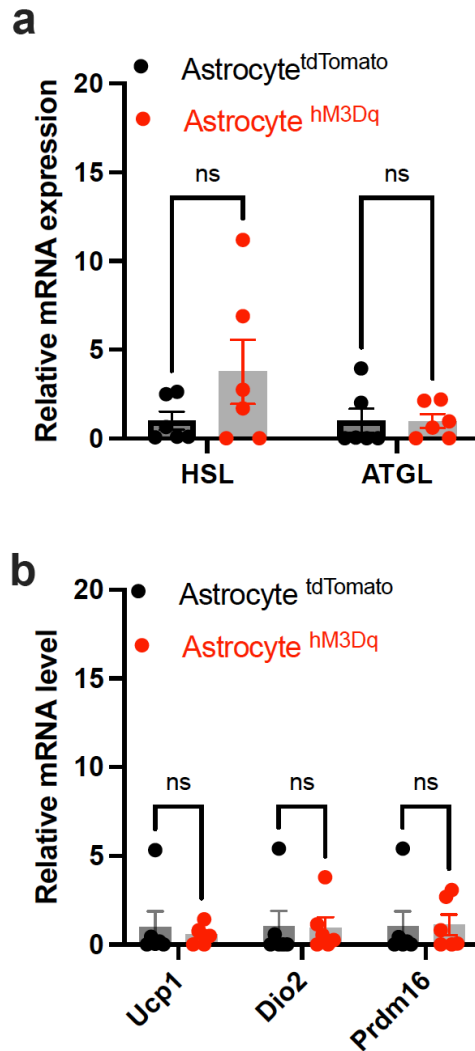 a
Astrocyte tdTomato
Astrocyte hM3Dq
Relative mRNA expression
20
15
10
5
0
ns
ns
HSL
ATGL
b
Astrocyte tdTomato
Astrocyte hM3Dq
Relative mRNA level
20
15
10
5
0
ns
ns
ns
Ucp1
Dio2
Prdm16